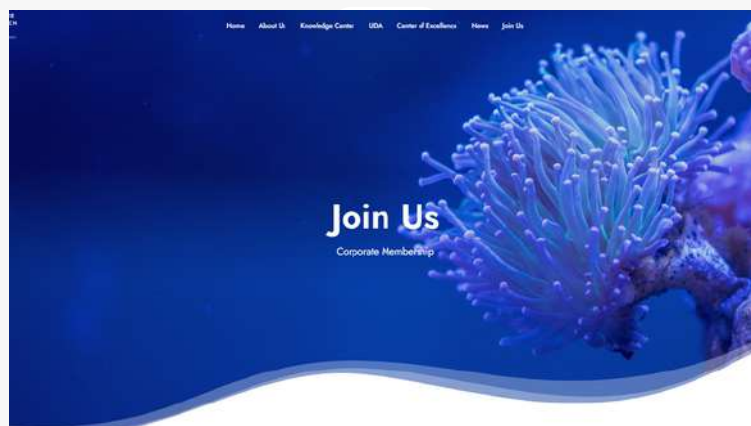 Home About Us Knowledge Center UDA Center of Excellence News Join Us
Join Us
Corporate Membership